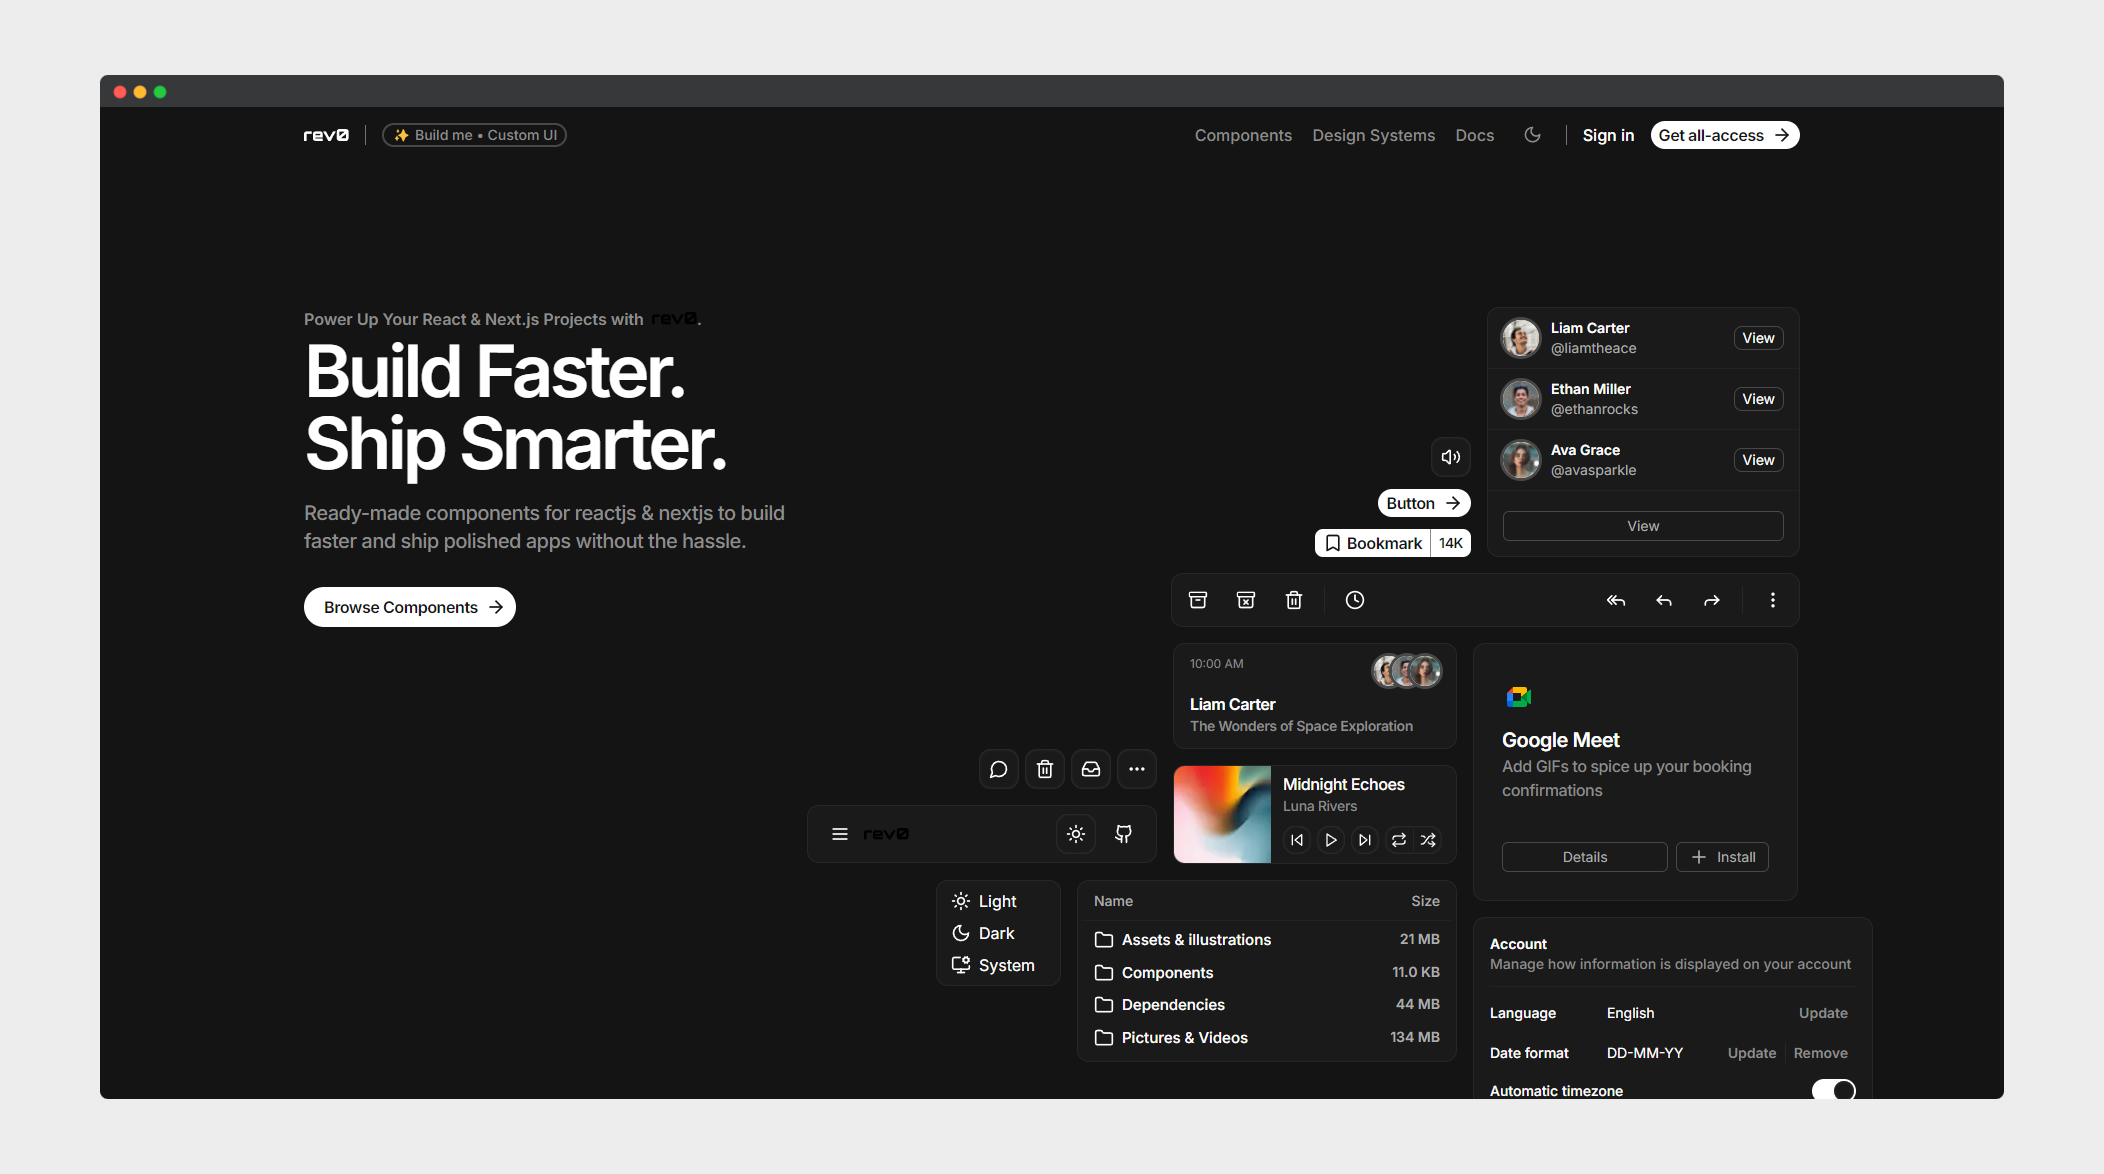 rev0
✨ Build me • Custom UI
Components
Design Systems
Docs
Sign in
Get all-access →
Power Up Your React & Next.js Projects with rev0.
Build Faster.
Ship Smarter.
Ready-made components for reactjs & nextjs to build
faster and ship polished apps without the hassle.
Browse Components →
Liam Carter
@liamtheace
View
Ethan Miller
@ethanrocks
View
Ava Grace
@avasparkle
View
View
Button →
Bookmark
14K
10:00 AM
Liam Carter
The Wonders of Space Exploration
Google Meet
Add GIFs to spice up your booking
confirmations
Details
+ Install
Midnight Echoes
Luna Rivers
rev0
Light
Dark
System
Name
Size
Assets & illustrations
21 MB
Components
11.0 KB
Dependencies
44 MB
Pictures & Videos
134 MB
Account
Manage how information is displayed on your account
Language
English
Update
Date format
DD-MM-YY
Update
Remove
Automatic timezone